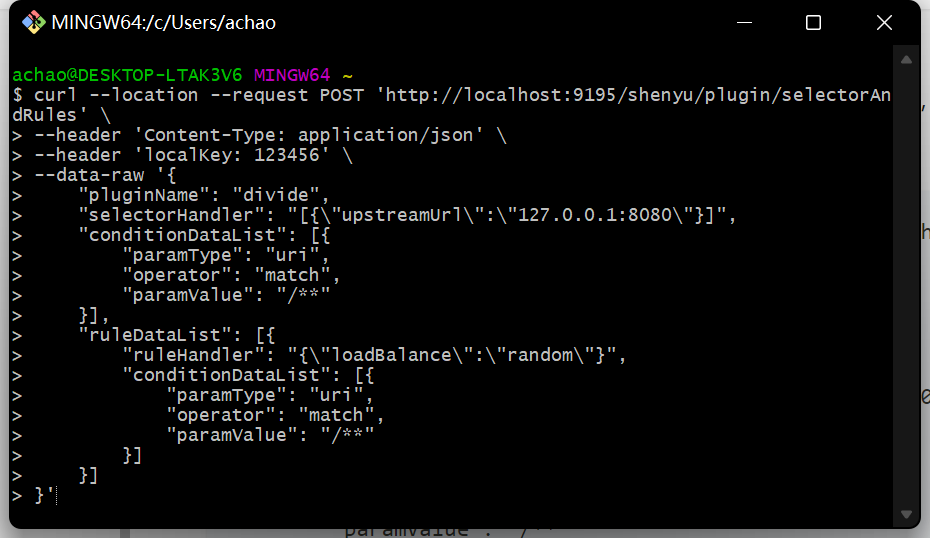 MINGW64:/c/Users/achao
achao@DESKTOP-LTAK3V6 MINGW64 ~
$ curl --location --request POST 'http://localhost:9195/shenyu/plugin/selectorAn
dRules' \
> --header 'Content-Type: application/json' \
> --header 'localKey: 123456' \
> --data-raw '{
>     "pluginName": "divide",
>     "selectorHandler": "[{\"upstreamUrl\":\"127.0.0.1:8080\"}]",
>     "conditionDataList": [{
>         "paramType": "uri",
>         "operator": "match",
>         "paramValue": "/**"
>     }],
>     "ruleDataList": [{
>         "ruleHandler": "{\"loadBalance\":\"random\"}",
>         "conditionDataList": [{
>             "paramType": "uri",
>             "operator": "match",
>             "paramValue": "/**"
>         }]
>     }]
> }'